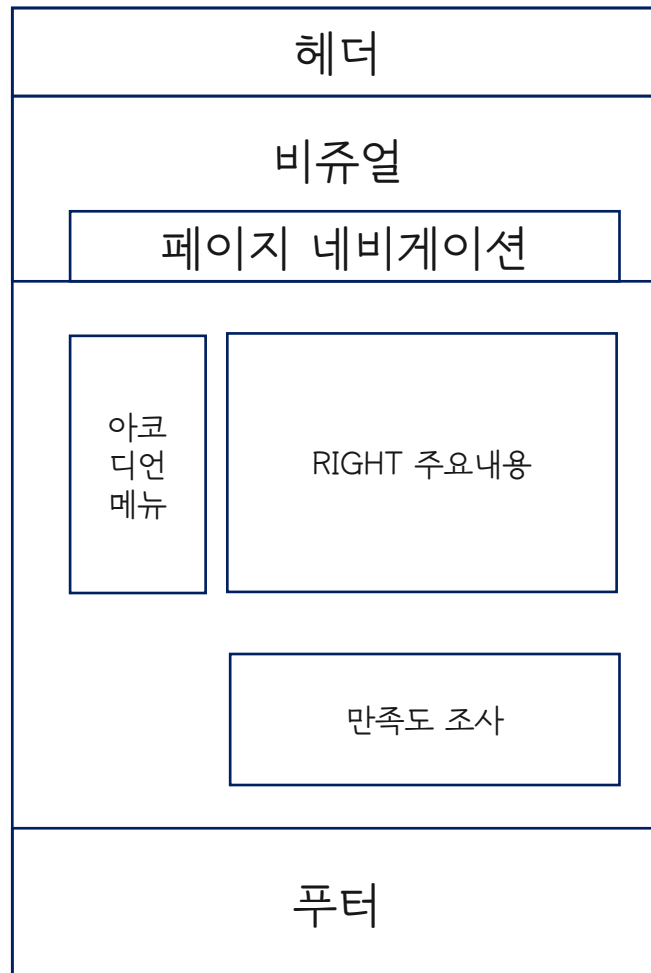 헤더
비쥬얼
페이지 네비게이션
아코
디언
메뉴
RIGHT 주요내용
만족도 조사
푸터